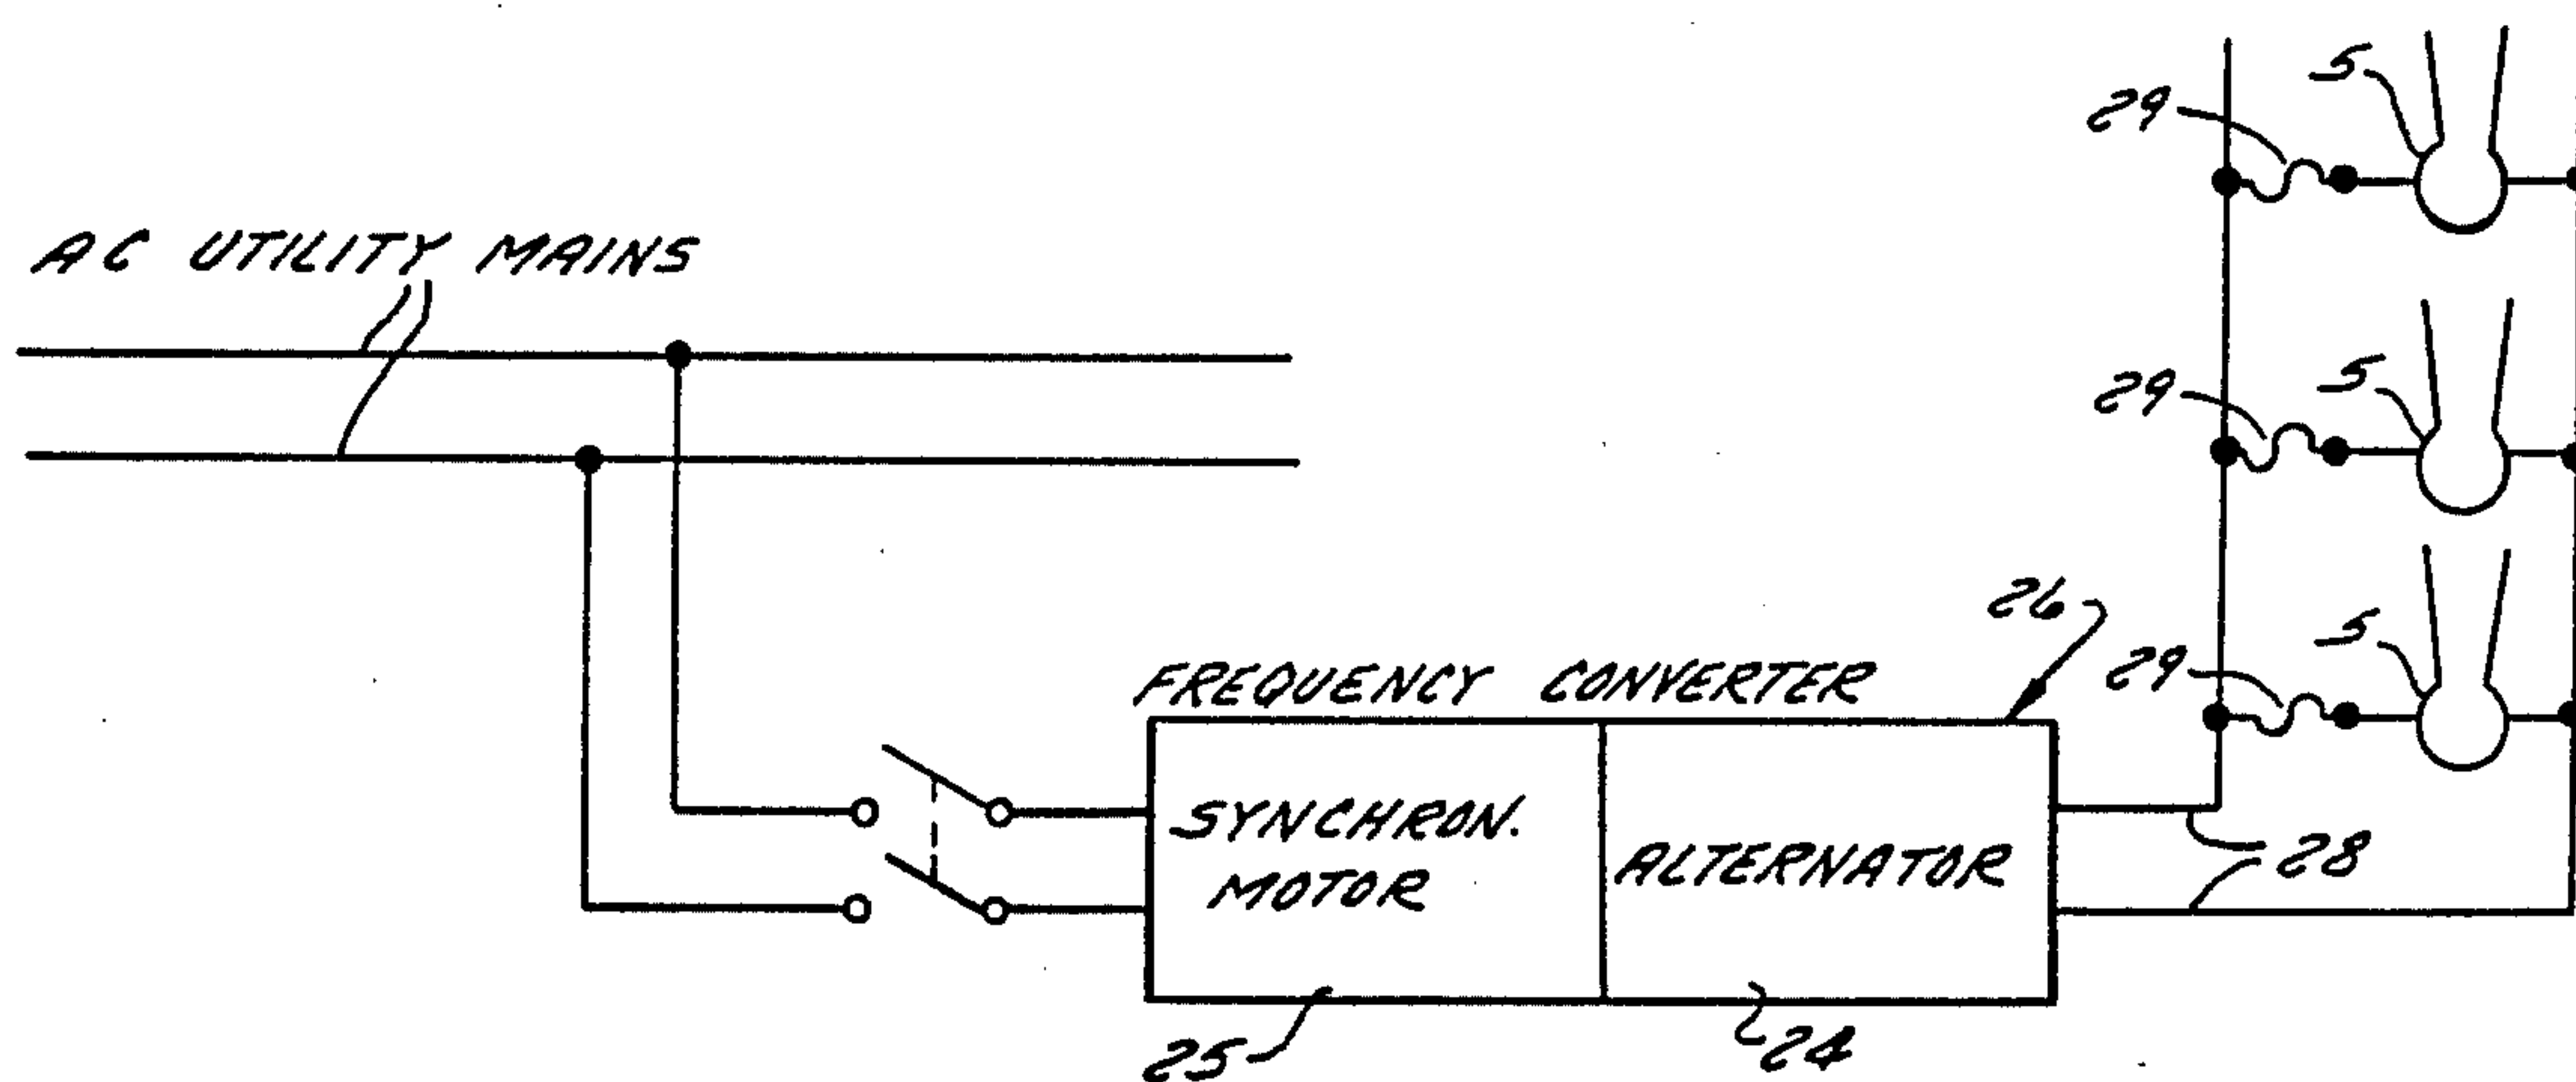 5
29
AC UTILITY MAINS
5
29
26
5
29
FREQUENCY CONVERTER
SYNCHRON.
MOTOR
ALTERNATOR
28
25
24